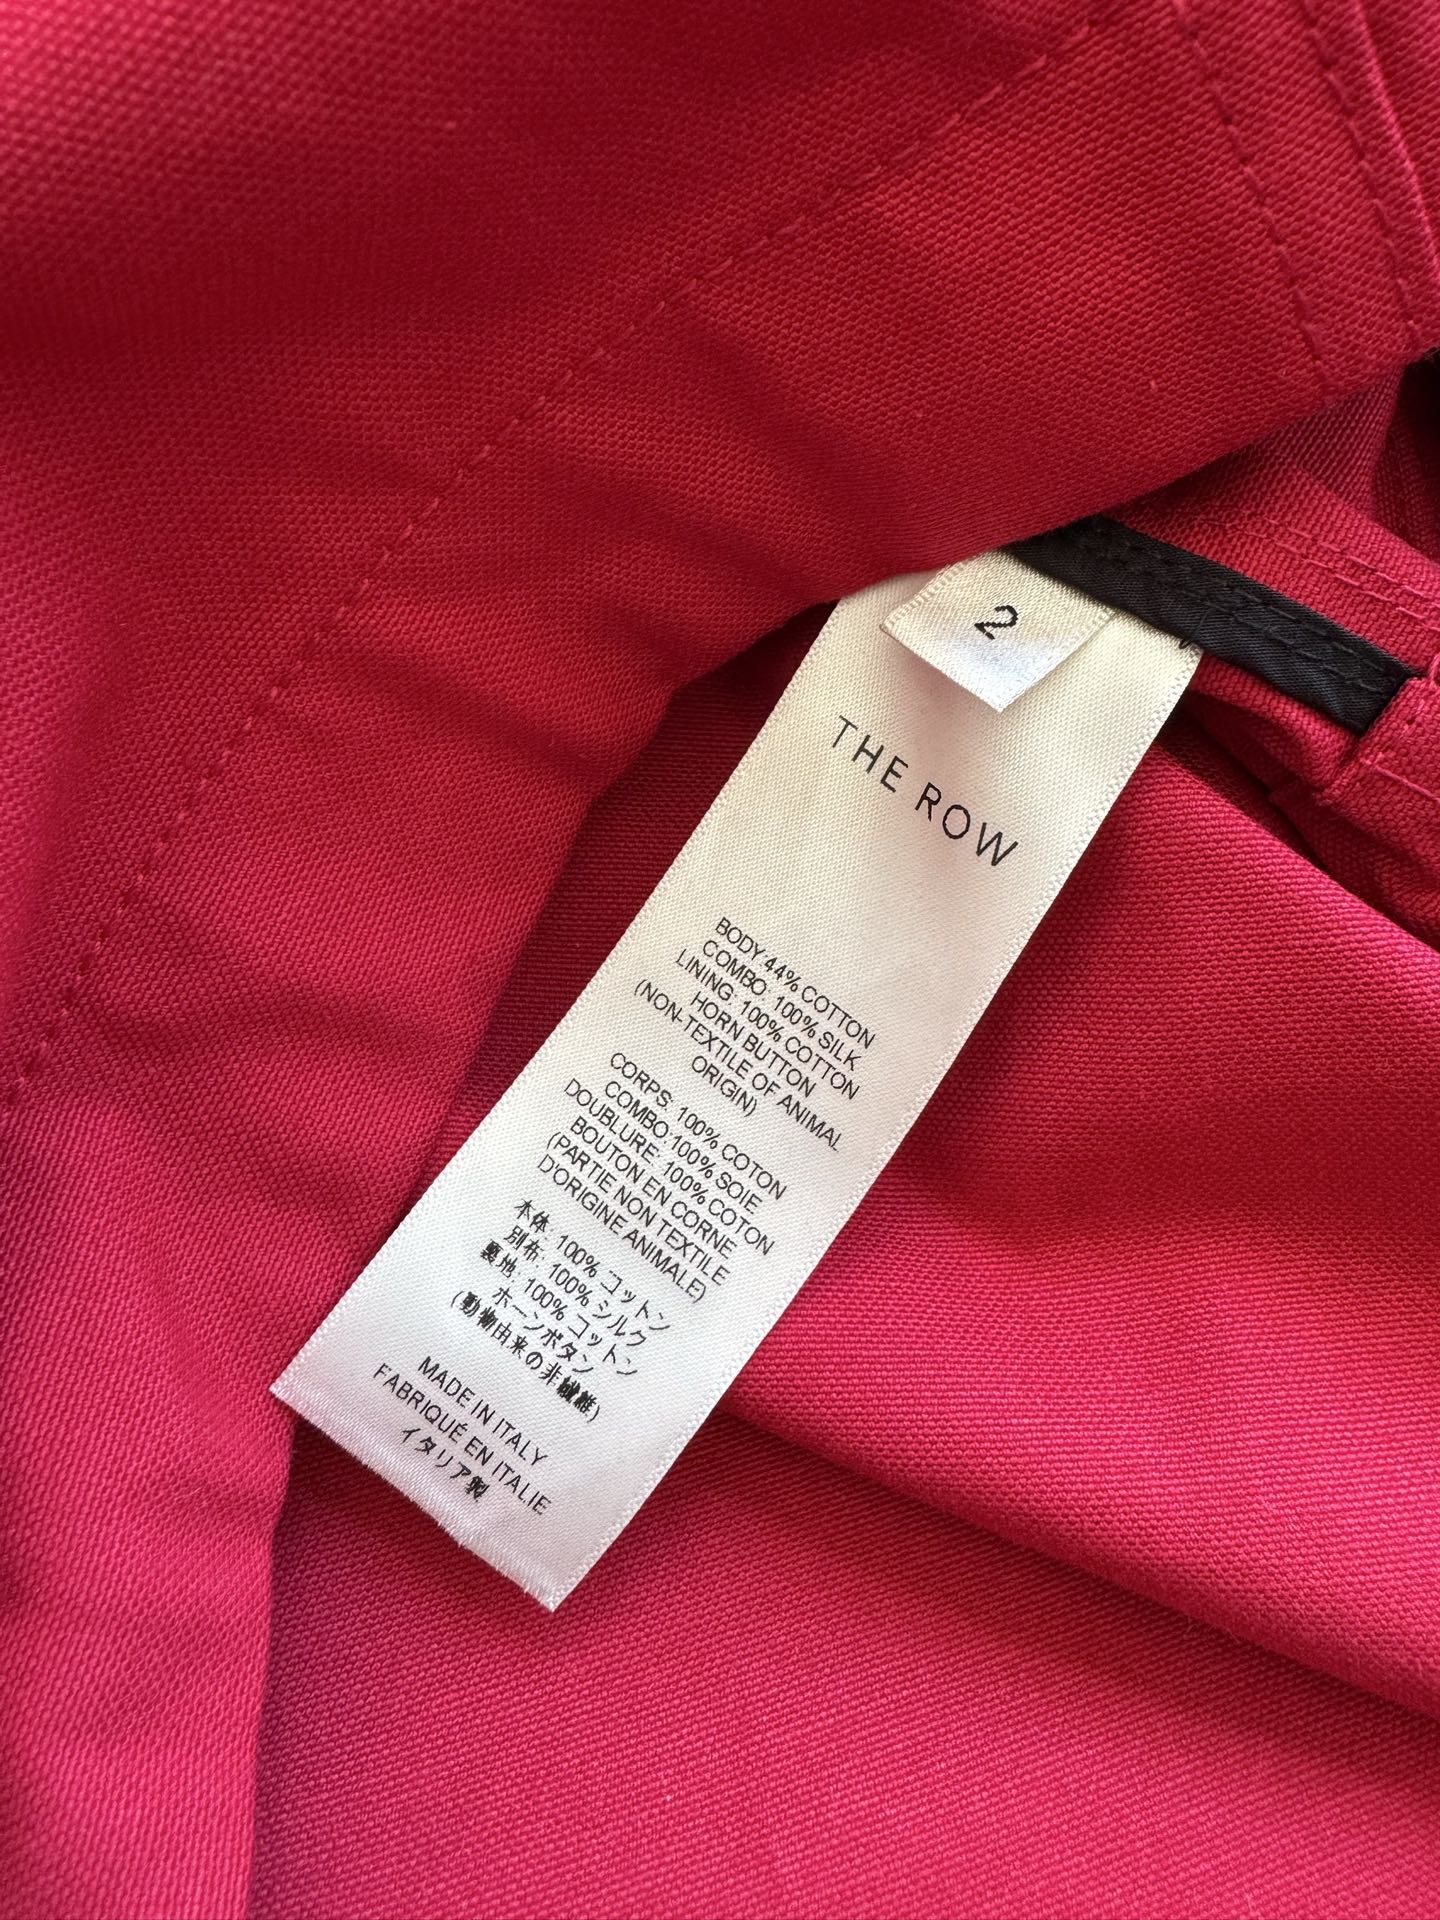 2
THE ROW
BODY: 44% COTTON
COMBO: 100% SILK
LINING: 100% COTTON
HORN BUTTON
(NON-TEXTILE OF ANIMAL
ORIGIN)
CORPS: 100% COTON
COMBO:100% SOIE
DOUBLURE: 100% COTON
BOUTON EN CORNE
(PARTIE NON TEXTILE
D'ORIGINE ANIMALE)
本体: 100% コットン
別布: 100% シルク
裏地: 100% コットン
ホーンボタン
(動物由来の非繊維)
MADE IN ITALY
FABRIQUÉ EN ITALIE
イタリア製